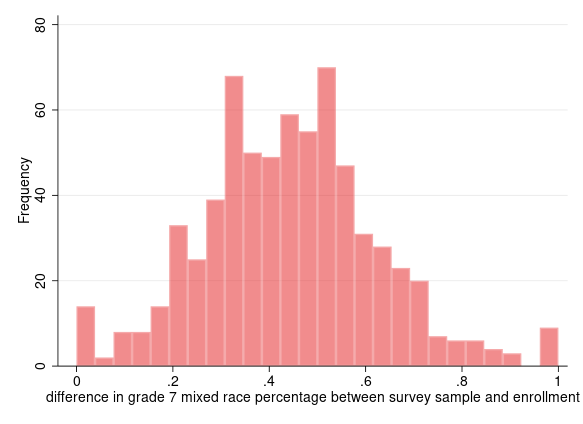 80
60
40
20
0
Frequency
0 .2 .4 .6 .8 1
difference in grade 7 mixed race percentage between survey sample and enrollment